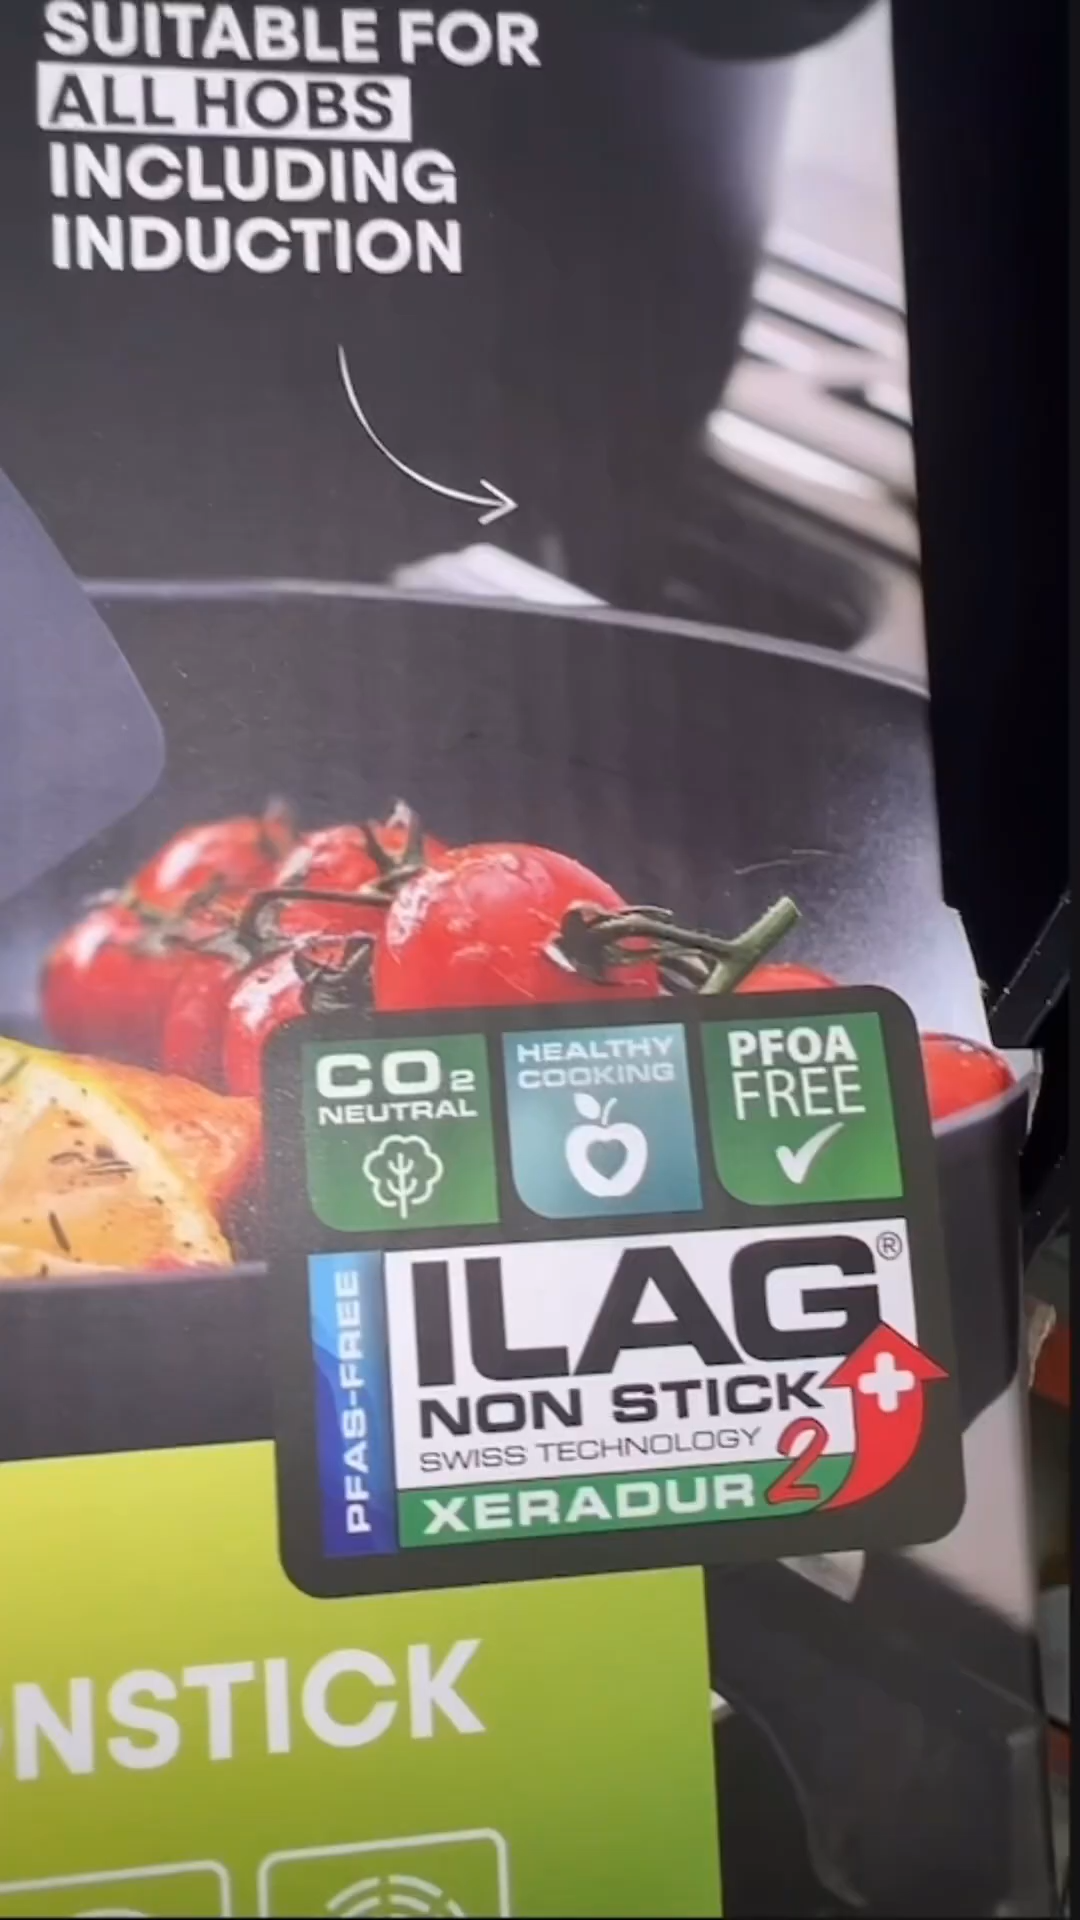 SUITABLE FOR
ALL HOBS
INCLUDING
INDUCTION
CO2
NEUTRAL
HEALTHY
COOKING
PFOA
FREE
PFAS-FREE
ILAG®
NON STICK
SWISS TECHNOLOGY
XERADUR 2
NSTICK